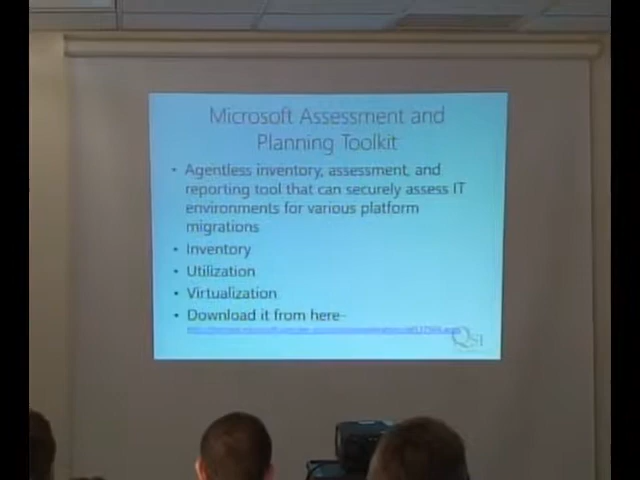 Microsoft Assessment and
Planning Toolkit
• Agentless inventory, assessment, and
reporting tool that can securely assess IT
environments for various platform
migrations
• Inventory
• Utilization
• Virtualization
• Download it from here-
QSI